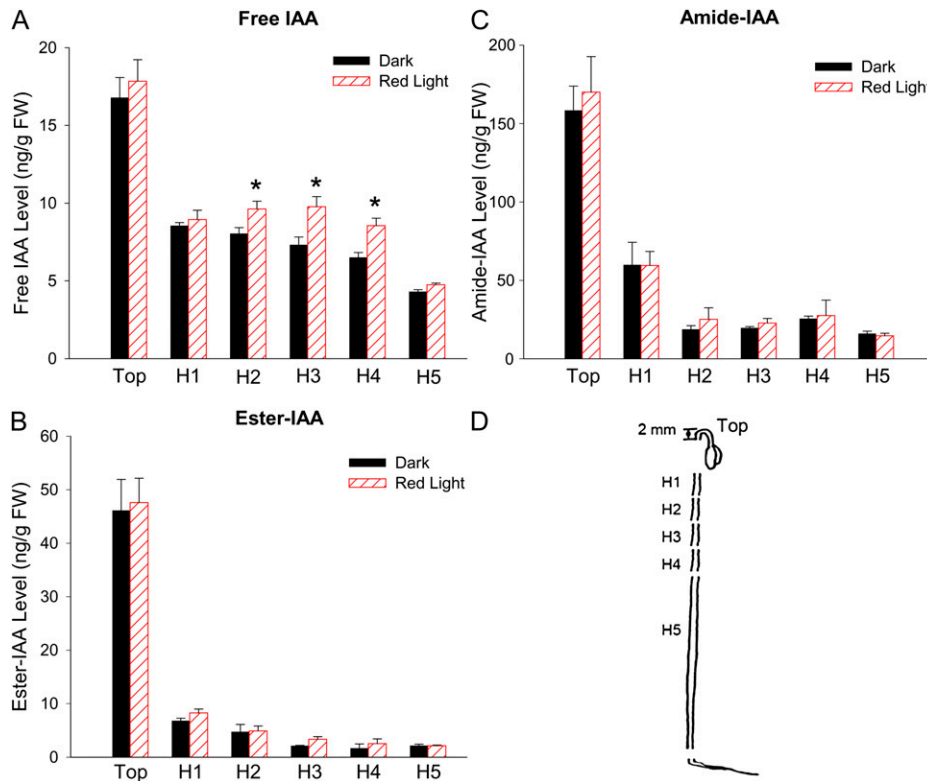 A
Free IAA
Dark
Red Light
Free IAA Level (ng/g FW)
20
15
10
5
0
*
*
*
Top H1 H2 H3 H4 H5
C
Amide-IAA
Dark
Red Light
Amide-IAA Level (ng/g FW)
200
150
100
50
0
Top H1 H2 H3 H4 H5
B
Ester-IAA
Dark
Red Light
Ester-IAA Level (ng/g FW)
60
50
40
30
20
10
0
Top H1 H2 H3 H4 H5
D
2 mm
Top
H1
H2
H3
H4
H5